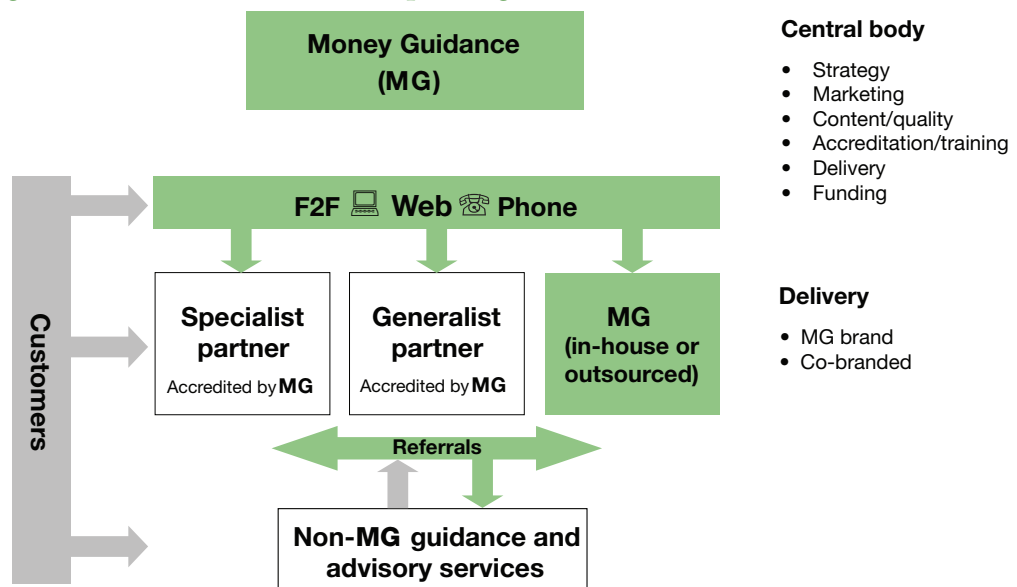 Money Guidance
(MG)
Central body
• Strategy
• Marketing
• Content/quality
• Accreditation/training
• Delivery
• Funding
Customers
F2F Web Phone
Specialist
partner
Accredited by MG
Generalist
partner
Accredited by MG
MG
(in-house or
outsourced)
Delivery
• MG brand
• Co-branded
Referrals
Non-MG guidance and
advisory services